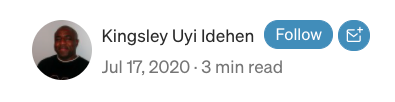 Kingsley Uyi Idehen Follow
Jul 17, 2020 · 3 min read